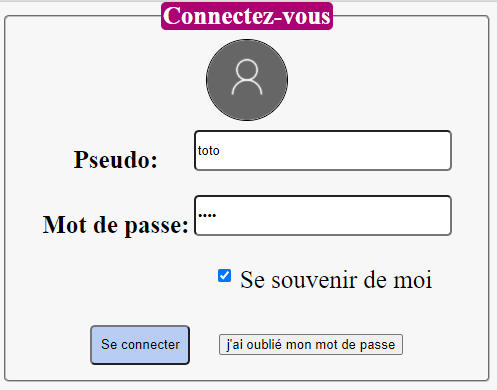 Connectez-vous
Pseudo: toto
Mot de passe: ••••
Se souvenir de moi
Se connecter j'ai oublié mon mot de passe